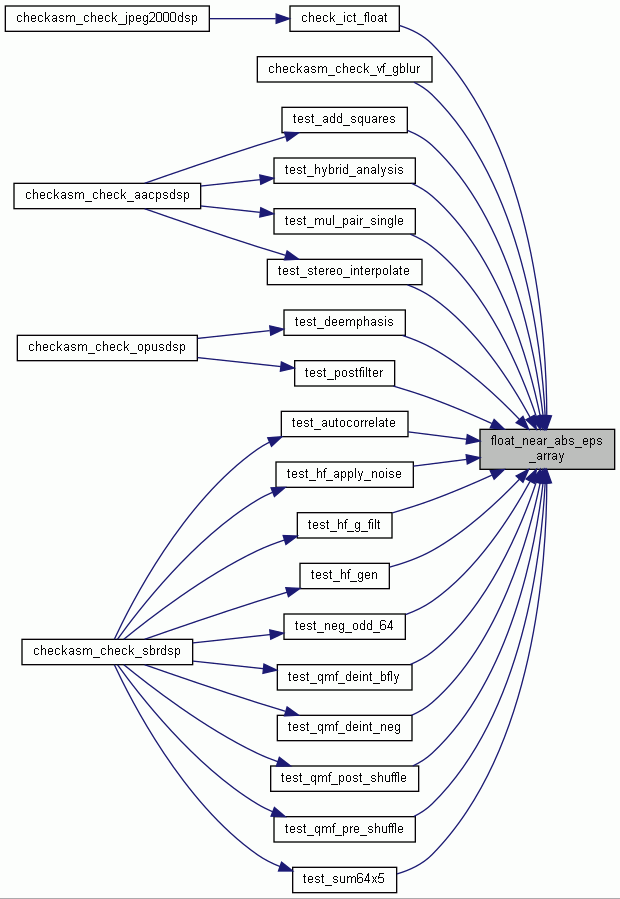 checkasm_check_jpeg2000dsp
check_ict_float
checkasm_check_vf_gblur
test_add_squares
test_hybrid_analysis
checkasm_check_aacpsdsp
test_mul_pair_single
test_stereo_interpolate
test_deemphasis
checkasm_check_opusdsp
test_postfilter
test_autocorrelate
float_near_abs_eps
_array
test_hf_apply_noise
test_hf_g_filt
test_hf_gen
test_neg_odd_64
checkasm_check_sbrdsp
test_qmf_deint_bfly
test_qmf_deint_neg
test_qmf_post_shuffle
test_qmf_pre_shuffle
test_sum64x5